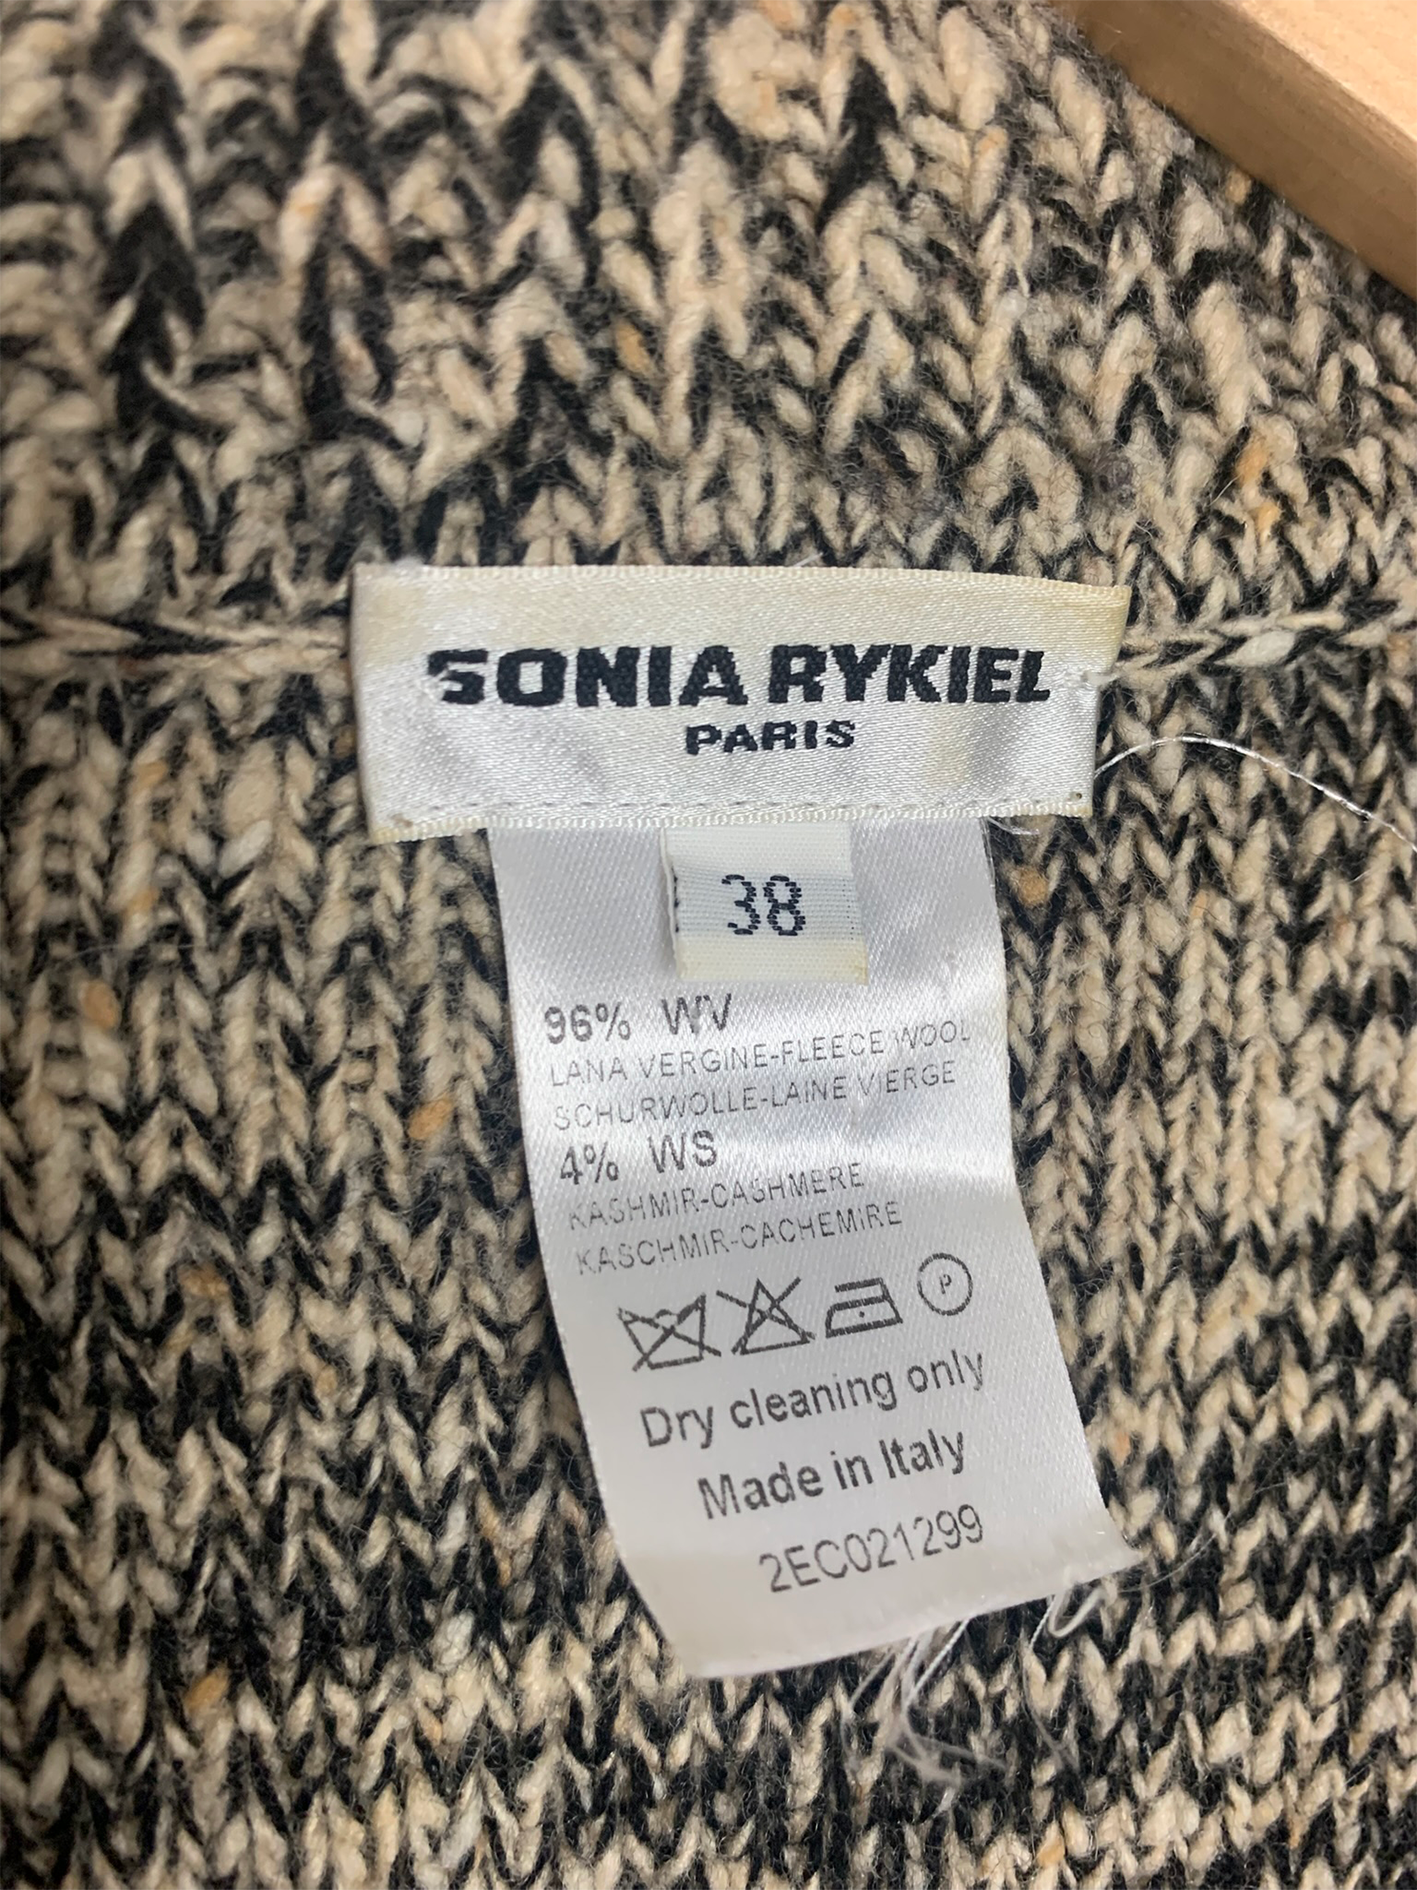 SONIA RYKIEL
PARIS
38
96% WV
LANA VERGINE-FLEECE WOOL
SCHURWOLLE-LAINE VIERGE
4% WS
KASHMIR-CASHMERE
KASCHMIR-CACHEMIRE
P
Dry cleaning only
Made in Italy
2EC021299